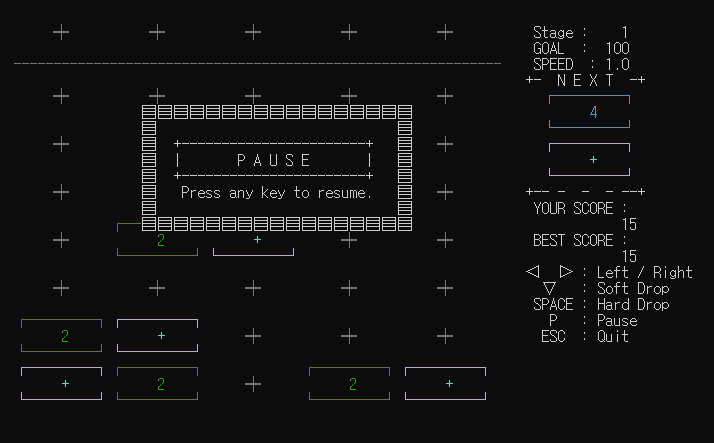 Stage : 1
GOAL : 100
SPEED : 1.0
+- N E X T -+
4
+
YOUR SCORE :
15
BEST SCORE :
15
◁ ▷ : Left / Right
▽ : Soft Drop
SPACE : Hard Drop
P : Pause
ESC : Quit
P A U S E
Press any key to resume.
2 +
2 +
+ 2 2 +